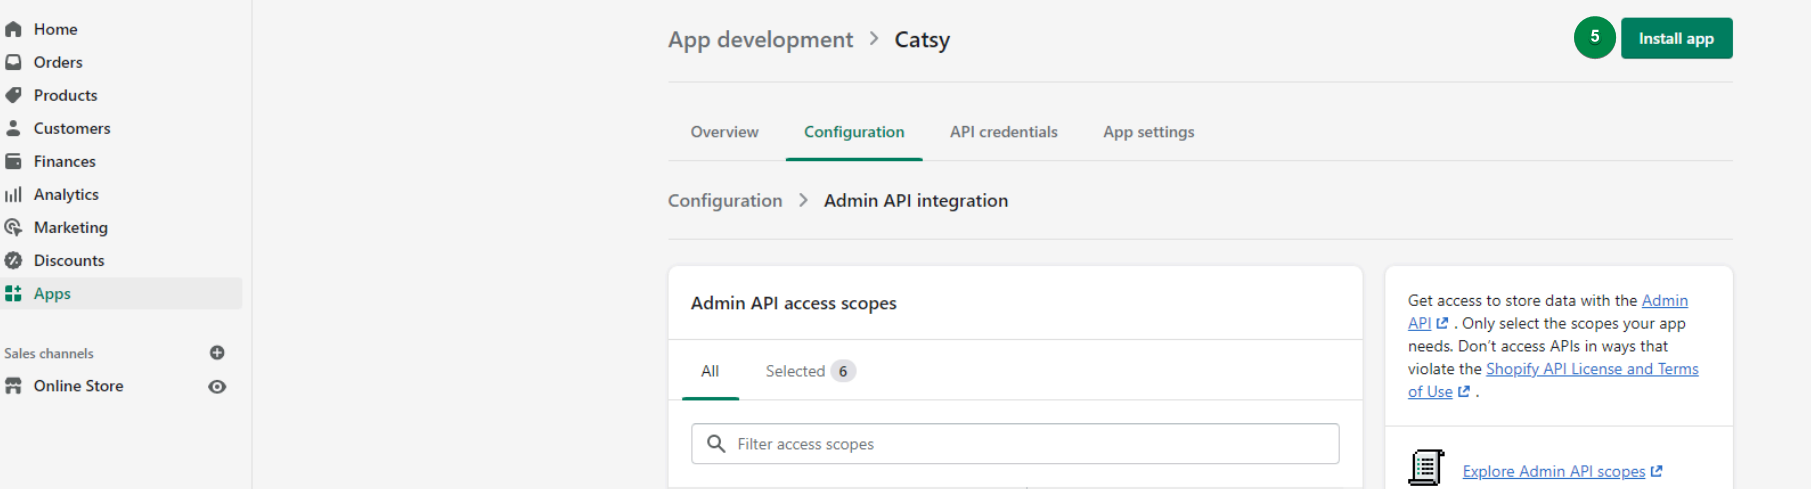 Home
Orders
Products
Customers
Finances
Analytics
Marketing
Discounts
Apps
Sales channels
Online Store
App development > Catsy
5 Install app
Overview Configuration API credentials App settings
Configuration > Admin API integration
Admin API access scopes
All Selected 6
Filter access scopes
Get access to store data with the Admin
API . Only select the scopes your app
needs. Don't access APIs in ways that
violate the Shopify API License and Terms
of Use .
Explore Admin API scopes